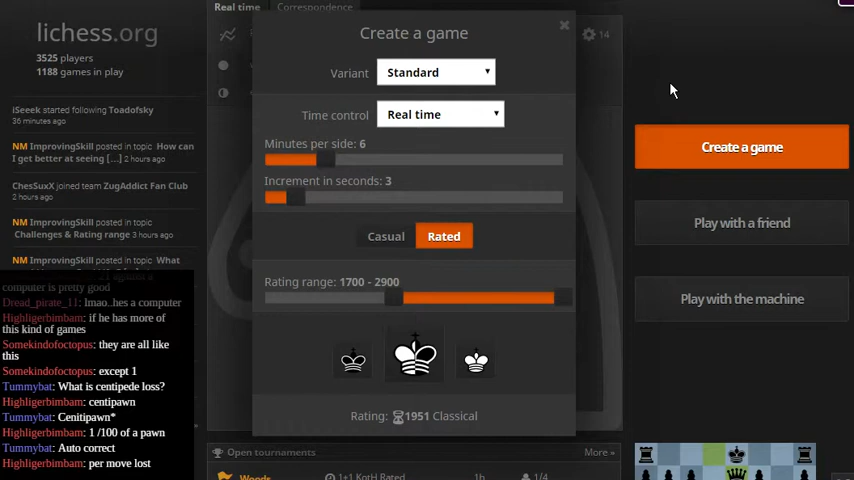 Real time Correspondence
lichess.org
3525 players
1188 games in play
iSeeek started following Toadofsky
36 minutes ago
NM ImprovingSkill posted in topic How can
I get better at seeing [...] 2 hours ago
ChesSuxX joined team ZugAddict Fan Club
2 hours ago
NM ImprovingSkill posted in topic
Challenges & Rating range 3 hours ago
NM ImprovingSkill posted in topic What
computer is pretty good
Dread_pirate_11: lmao..hes a computer
Highligerbimbam: if he has more of
this kind of games
Somekindofoctopus: they are all like
this
Somekindofoctopus: except 1
Tummybat: What is centipede loss?
Highligerbimbam: centipawn
Tummybat: Cenitipawn*
Highligerbimbam: 1 /100 of a pawn
Tummybat: Auto correct
Highligerbimbam: per move lost
Create a game
Variant Standard
Time control Real time
Minutes per side: 6
Increment in seconds: 3
Casual Rated
Rating range: 1700 - 2900
Rating: 1951 Classical
14
Create a game
Play with a friend
Play with the machine
Open tournaments More »
Woods 1+1 KotH Rated 1h 1/4